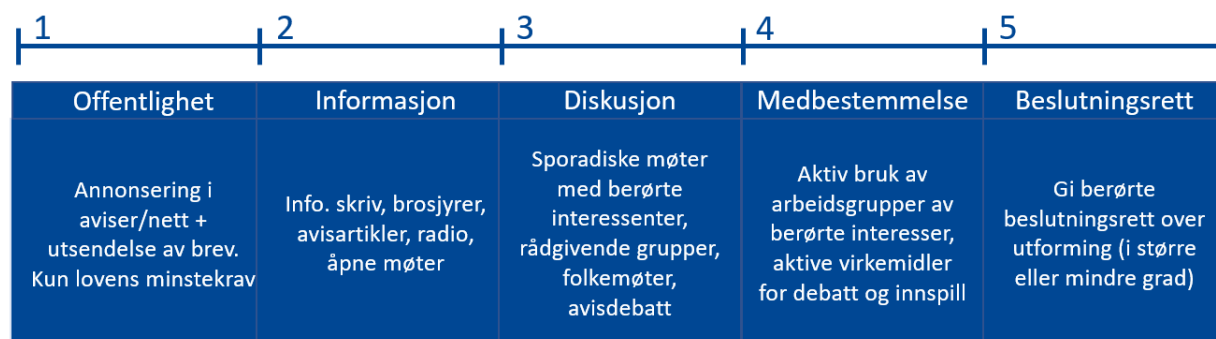 1
2
3
4
5
Offentlighet
Informasjon
Diskusjon
Medbestemmelse
Beslutningsrett
Annonsering i
aviser/nett +
utsendelse av brev.
Kun lovens minstekrav
Info. skriv, brosjyrer,
avisartikler, radio,
åpne møter
Sporadiske møter
med berørte
interessenter,
rådgivende grupper,
folkemøter,
avisdebatt
Aktiv bruk av
arbeidsgrupper av
berørte interesser,
aktive virkemidler
for debatt og innspill
Gi berørte
beslutningsrett over
utforming (i større
eller mindre grad)